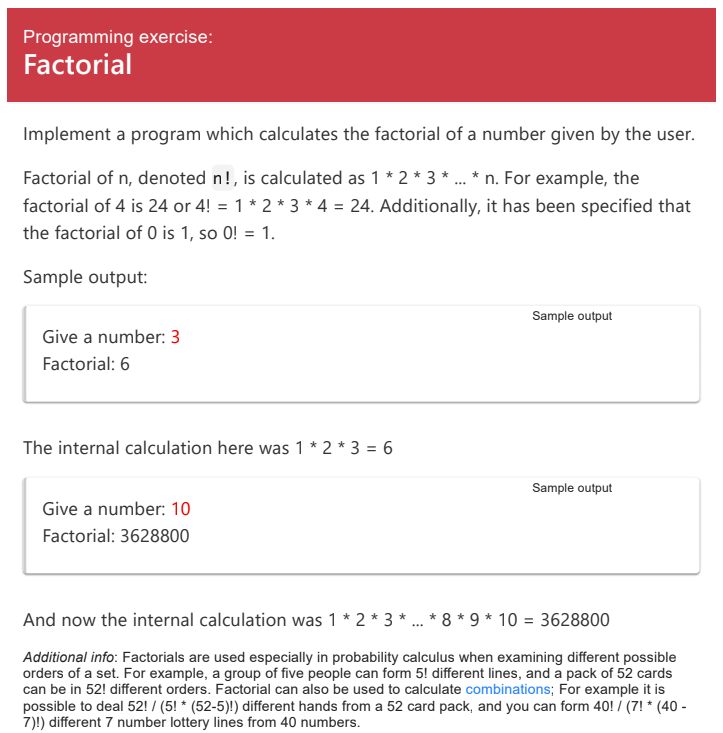 Programming exercise:
Factorial
Implement a program which calculates the factorial of a number given by the user.
Factorial of n, denoted n!, is calculated as 1 * 2 * 3 * ... * n. For example, the
factorial of 4 is 24 or 4! = 1 * 2 * 3 * 4 = 24. Additionally, it has been specified that
the factorial of 0 is 1, so 0! = 1.
Sample output:
Sample output
Give a number: 3
Factorial: 6
The internal calculation here was 1 * 2 * 3 = 6
Sample output
Give a number: 10
Factorial: 3628800
And now the internal calculation was 1 * 2 * 3 * ... * 8 * 9 * 10 = 3628800
Additional info: Factorials are used especially in probability calculus when examining different possible
orders of a set. For example, a group of five people can form 5! different lines, and a pack of 52 cards
can be in 52! different orders. Factorial can also be used to calculate combinations; For example it is
possible to deal 52! / (5! * (52-5)!) different hands from a 52 card pack, and you can form 40! / (7! * (40 -
7)!) different 7 number lottery lines from 40 numbers.